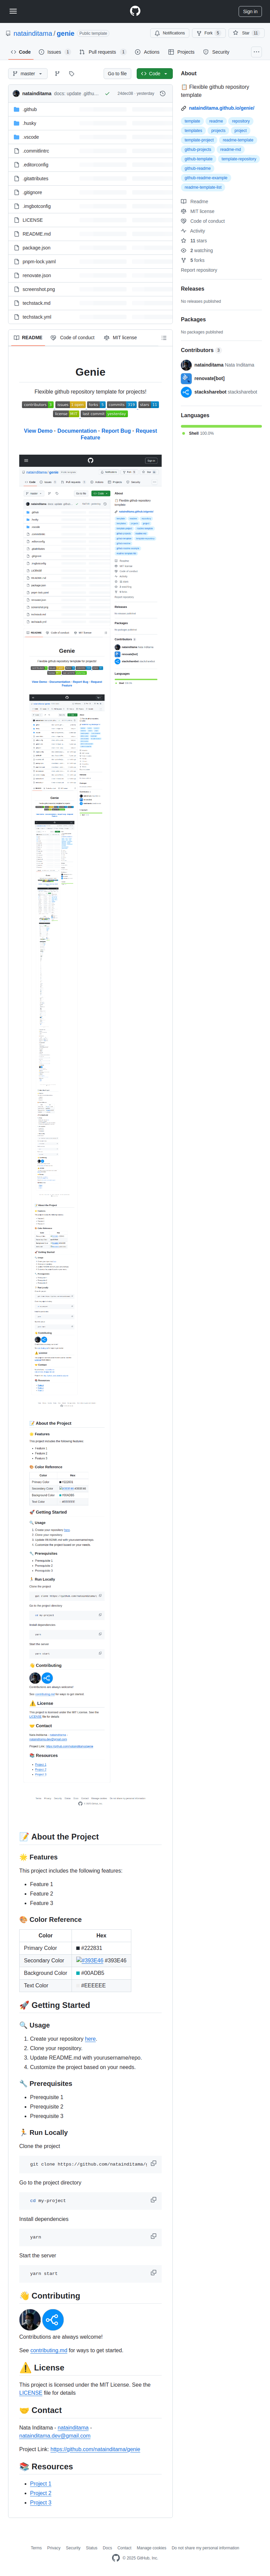 Sign in
natainditama / genie
Public template
Notifications
Fork 5
Star 11
Code
Issues 1
Pull requests 1
Actions
Projects
Security
master
Go to file
Code
natainditama docs: update .githu…
yesterday
.github
.husky
.vscode
.commitlintrc
.editorconfig
.gitattributes
.gitignore
.imgbotconfig
LICENSE
README.md
package.json
pnpm-lock.yaml
renovate.json
screenshot.png
techstack.md
techstack.yml
About
📋 Flexible github repository template
natainditama.github.io/genie/
template
readme
repository
templates
projects
project
template-project
readme-template
github-projects
readme-md
github-template
template-repository
github-readme
github-readme-example
readme-template-list
Readme
MIT license
Code of conduct
Activity
11 stars
2 watching
5 forks
Report repository
Releases
No releases published
Packages
No packages published
Contributors 3
natainditama Nata Inditama
renovate[bot]
stacksharebot stacksharebot
Languages
Shell 100.0%
README
Code of conduct
MIT license
Genie
Flexible github repository template for projects!
View Demo · Documentation · Report Bug · Request
Feature
📝 About the Project
🌟 Features
This project includes the following features:
Feature 1
Feature 2
Feature 3
🎨 Color Reference
Color Hex
Primary Color #222831
Secondary Color #393E46 #393E46
Background Color #00ADB5
Text Color #EEEEEE
🚀 Getting Started
🔍 Usage
1. Create your repository here.
2. Clone your repository.
3. Update README.md with yourusername/repo.
4. Customize the project based on your needs.
🔧 Prerequisites
Prerequisite 1
Prerequisite 2
Prerequisite 3
🏃 Run Locally
Clone the project
git clone https://github.com/natainditama/
Go to the project directory
cd my-project
Install dependencies
yarn
Start the server
yarn start
👋 Contributing
Contributions are always welcome!
See contributing.md for ways to get started.
⚠️ License
This project is licensed under the MIT License. See the
LICENSE file for details
🤝 Contact
Nata Inditama - natainditama -
natainditama.dev@gmail.com
Project Link: https://github.com/natainditama/genie
📚 Resources
Project 1
Project 2
Project 3
Terms Privacy Security Status Docs Contact Manage cookies Do not share my personal information
© 2025 GitHub, Inc.